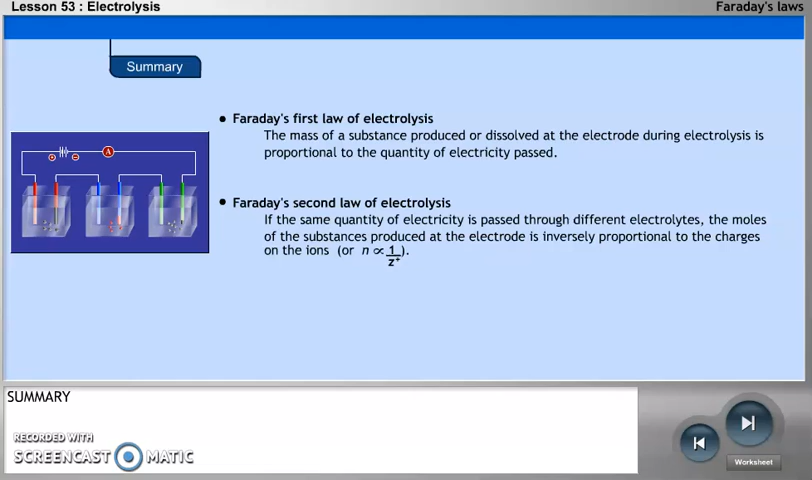 Lesson 53 : Electrolysis
Faraday's laws
Summary
• Faraday's first law of electrolysis
The mass of a substance produced or dissolved at the electrode during electrolysis is
proportional to the quantity of electricity passed.
A
• Faraday's second law of electrolysis
If the same quantity of electricity is passed through different electrolytes, the moles
of the substances produced at the electrode is inversely proportional to the charges
on the ions (or n ∝ 1/z⁺).
SUMMARY
RECORDED WITH
SCREENCAST MATIC
Worksheet